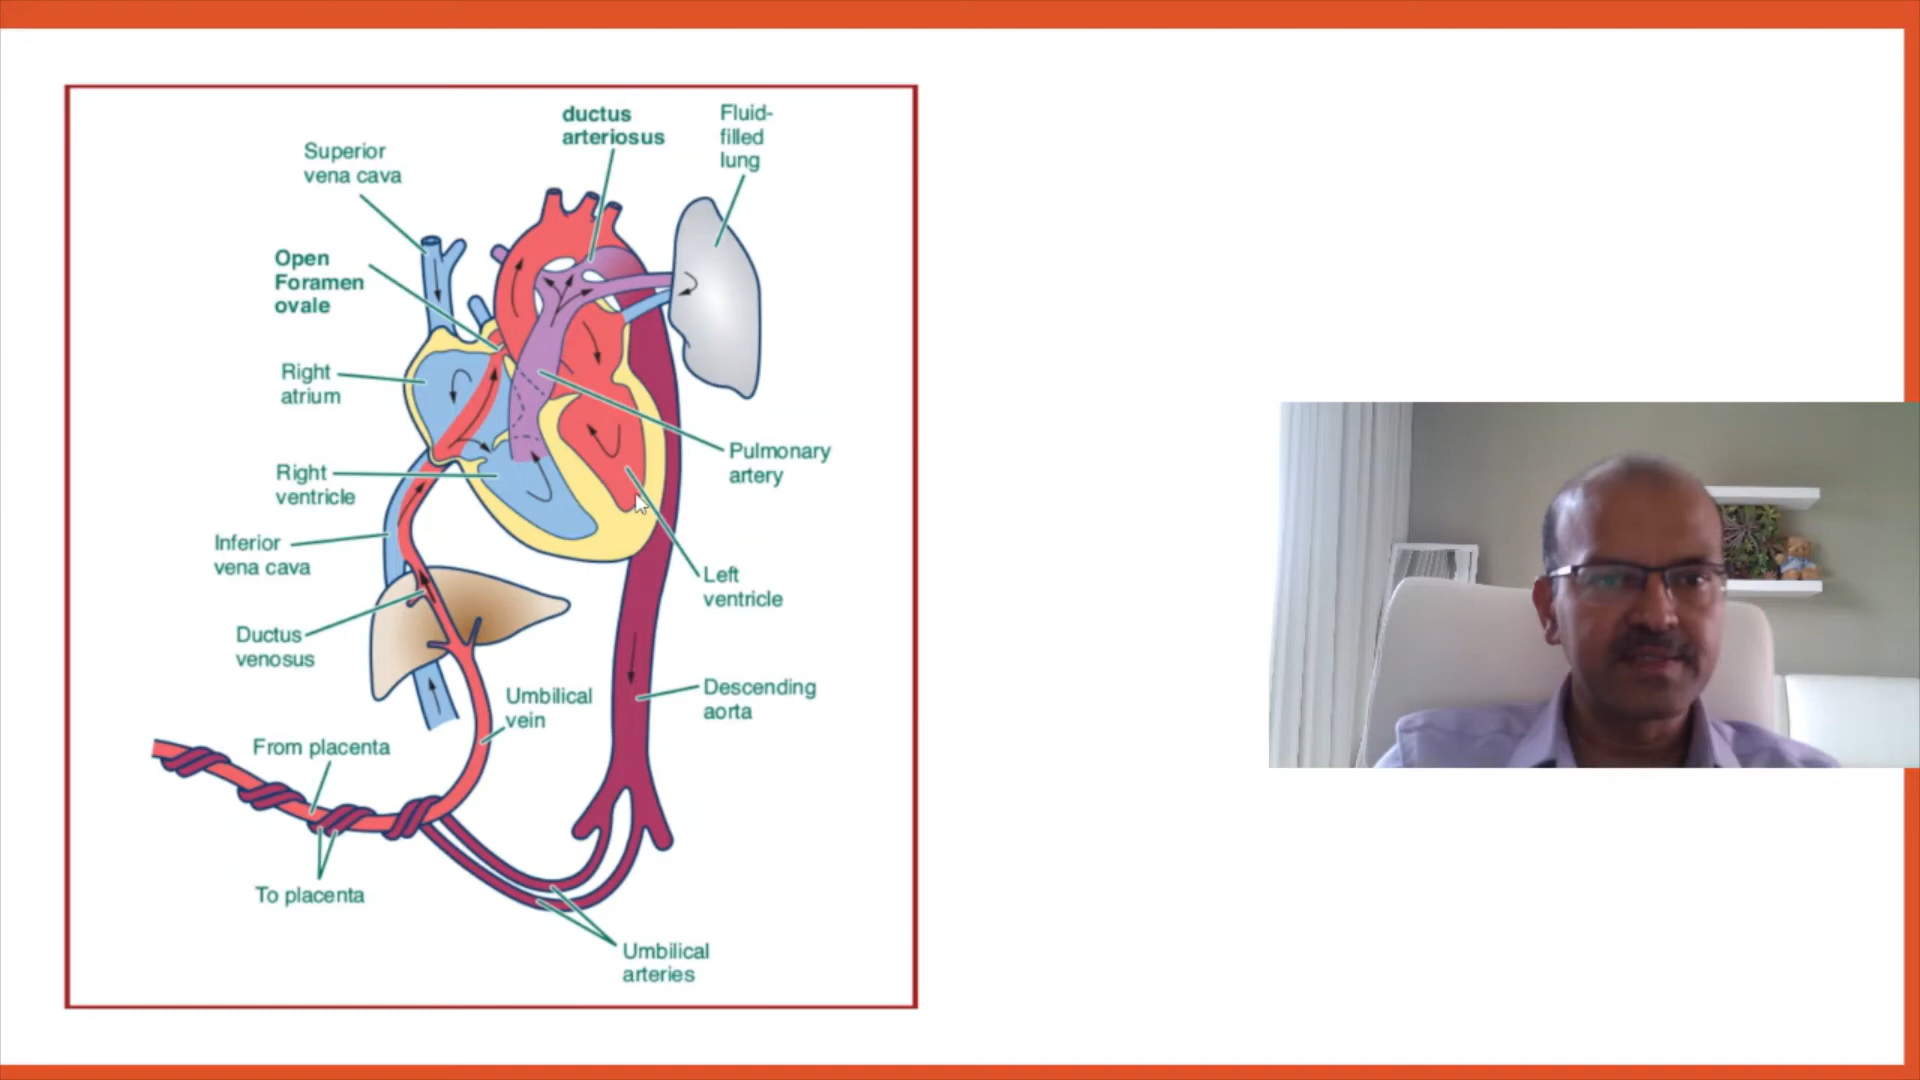 ductus
arteriosus
Fluid-
filled
lung
Superior
vena cava
Open
Foramen
ovale
Right
atrium
Pulmonary
artery
Right
ventricle
Inferior
vena cava
Left
ventricle
Ductus
venosus
Umbilical
vein
Descending
aorta
From placenta
To placenta
Umbilical
arteries